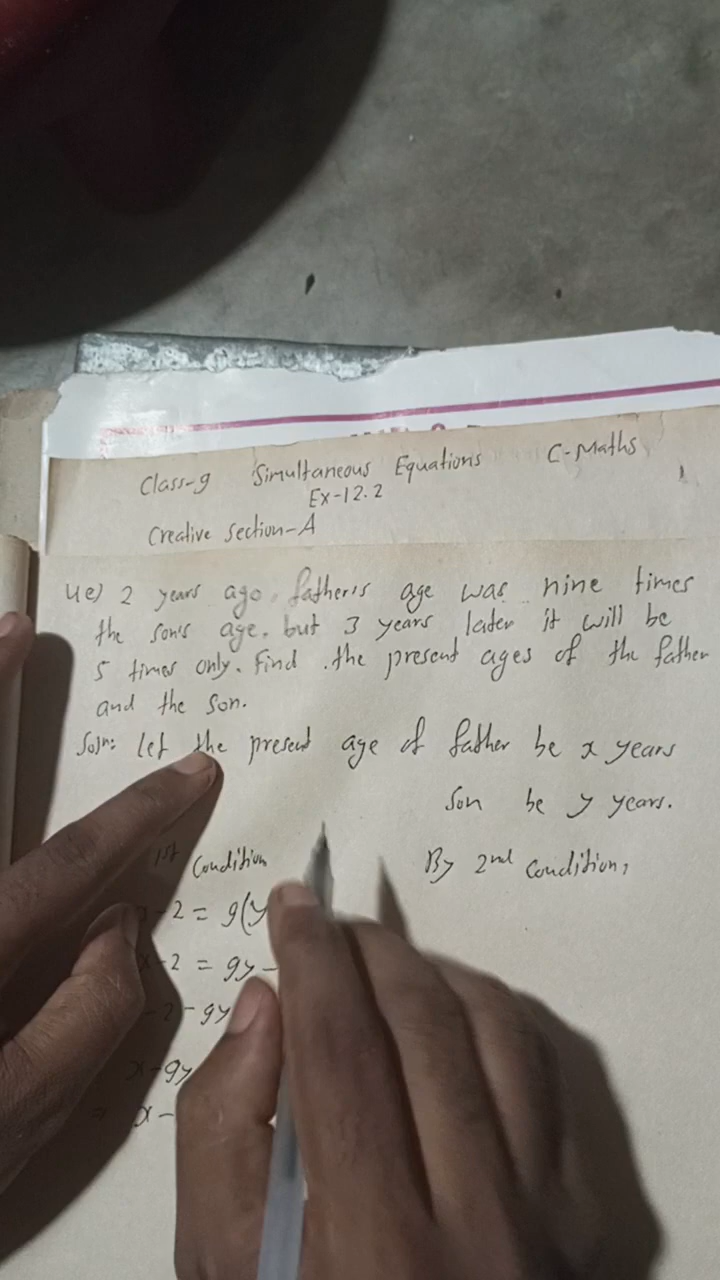 Class-9 Simultaneous Equations C-Maths
Ex-12.2
Creative Section-A
4e) 2 years ago, father's age was nine times
the son's age. but 3 years later it will be
5 times only. Find the present ages of the father
and the son.
Soln: let the present age of father be x years
Son be y years.
1st Condition By 2nd Condition,
-2 = 9(y
x-2 = 9y-
-2-9y
x-9y
= x-